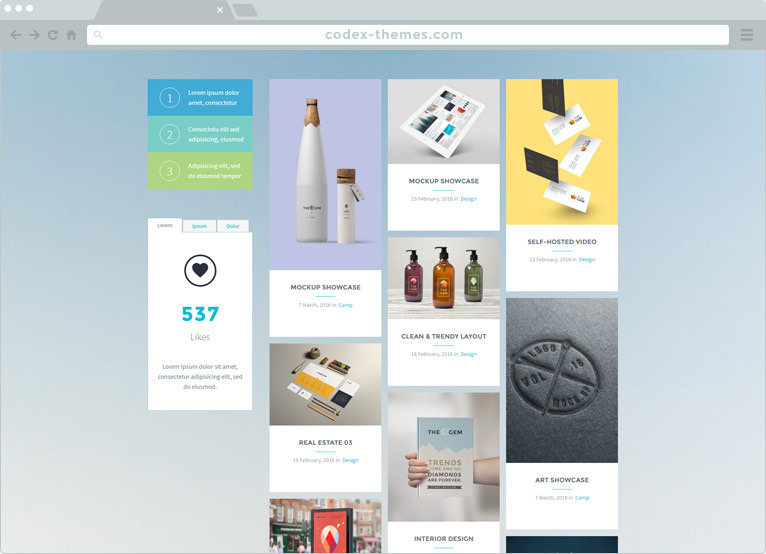 codex-themes.com
1
Lorem ipsum dolor
amet, consectetur
2
Consectetu elit sed
adipisicing, eiusmod
3
Adipisicing elit, sed
do eiusmod tempor
Lorem
Ipsum
Dolor
537
Likes
Lorem ipsum dolor sit amet,
consectetur adipisicing elit, sed
do eiusmod.
THE GEM
MOCKUP SHOWCASE
7 March, 2016 in Camp
REAL ESTATE 03
15 February, 2016 in Design
MOCKUP SHOWCASE
23 February, 2016 in Design
CLEAN & TRENDY LAYOUT
18 February, 2016 in Design
THE GEM
TRENDS
COME AND GO.
DIAMONDS
ARE FOREVER.
INTERIOR DESIGN
SELF-HOSTED VIDEO
23 February, 2016 in Design
LOGO
VOL 15
MOCK UP
ART SHOWCASE
7 March, 2016 in Camp